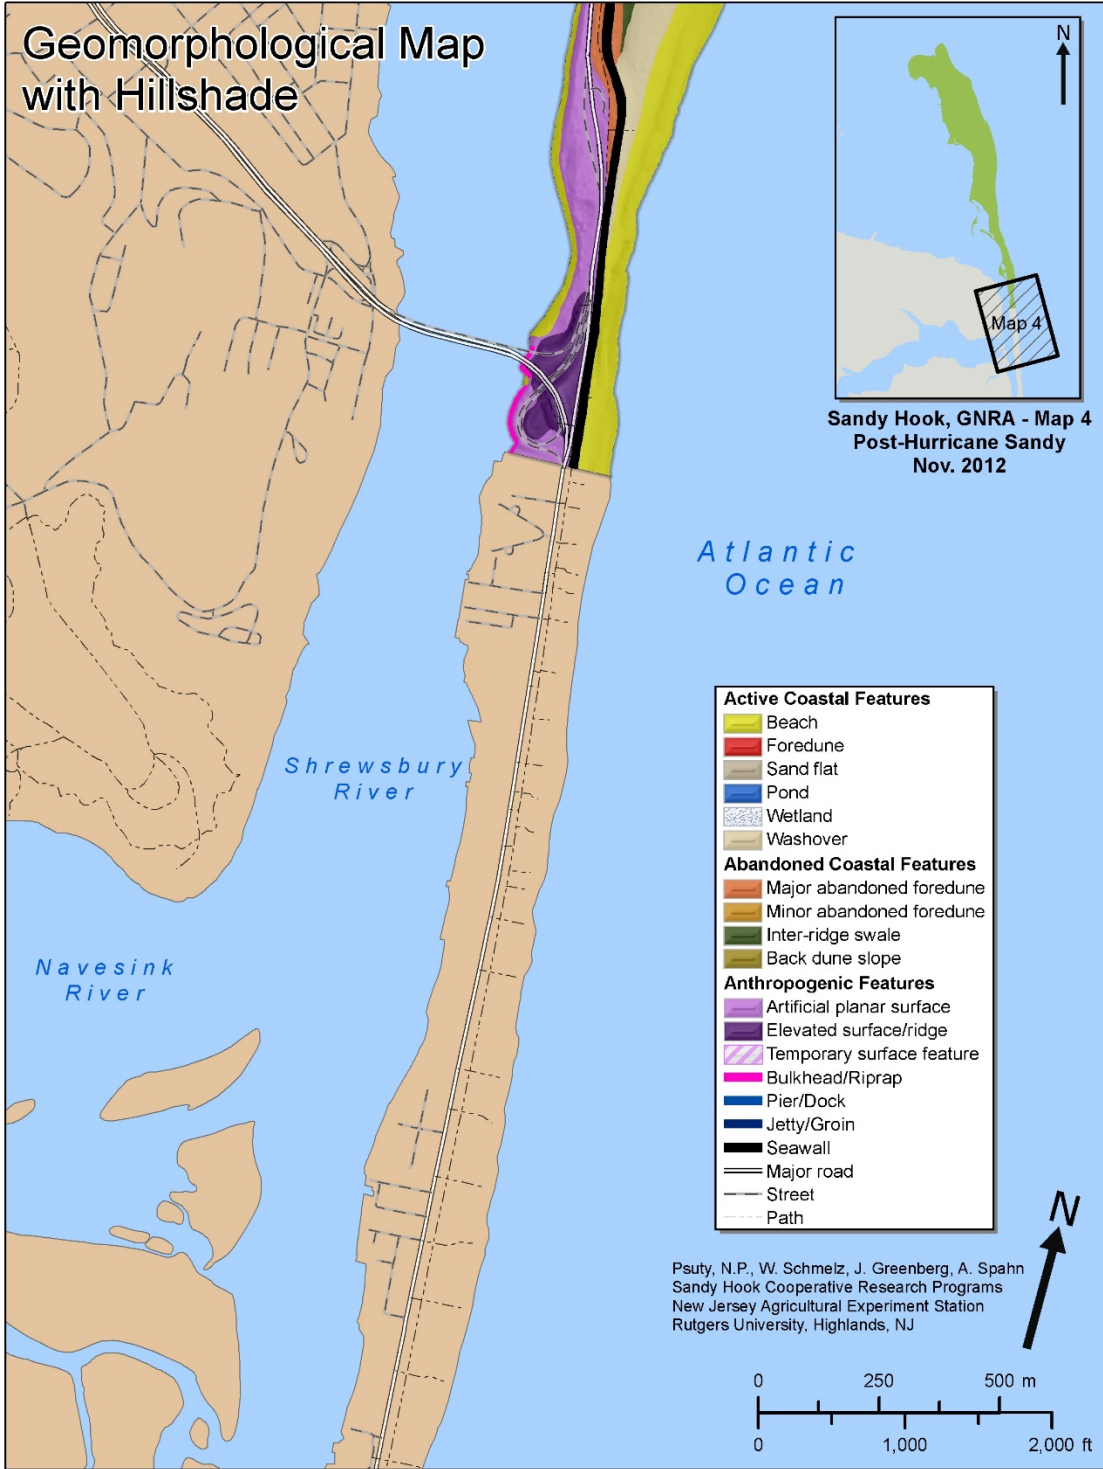 Geomorphological Map
with Hillshade
N
Map 4
Sandy Hook, GNRA - Map 4
Post-Hurricane Sandy
Nov. 2012
Atlantic
Ocean
Shrewsbury
River
Navesink
River
Active Coastal Features
Beach
Foredune
Sand flat
Pond
Wetland
Washover
Abandoned Coastal Features
Major abandoned foredune
Minor abandoned foredune
Inter-ridge swale
Back dune slope
Anthropogenic Features
Artificial planar surface
Elevated surface/ridge
Temporary surface feature
Bulkhead/Riprap
Pier/Dock
Jetty/Groin
Seawall
Major road
Street
Path
N
Psuty, N.P., W. Schmelz, J. Greenberg, A. Spahn
Sandy Hook Cooperative Research Programs
New Jersey Agricultural Experiment Station
Rutgers University, Highlands, NJ
0 250 500 m
0 1,000 2,000 ft